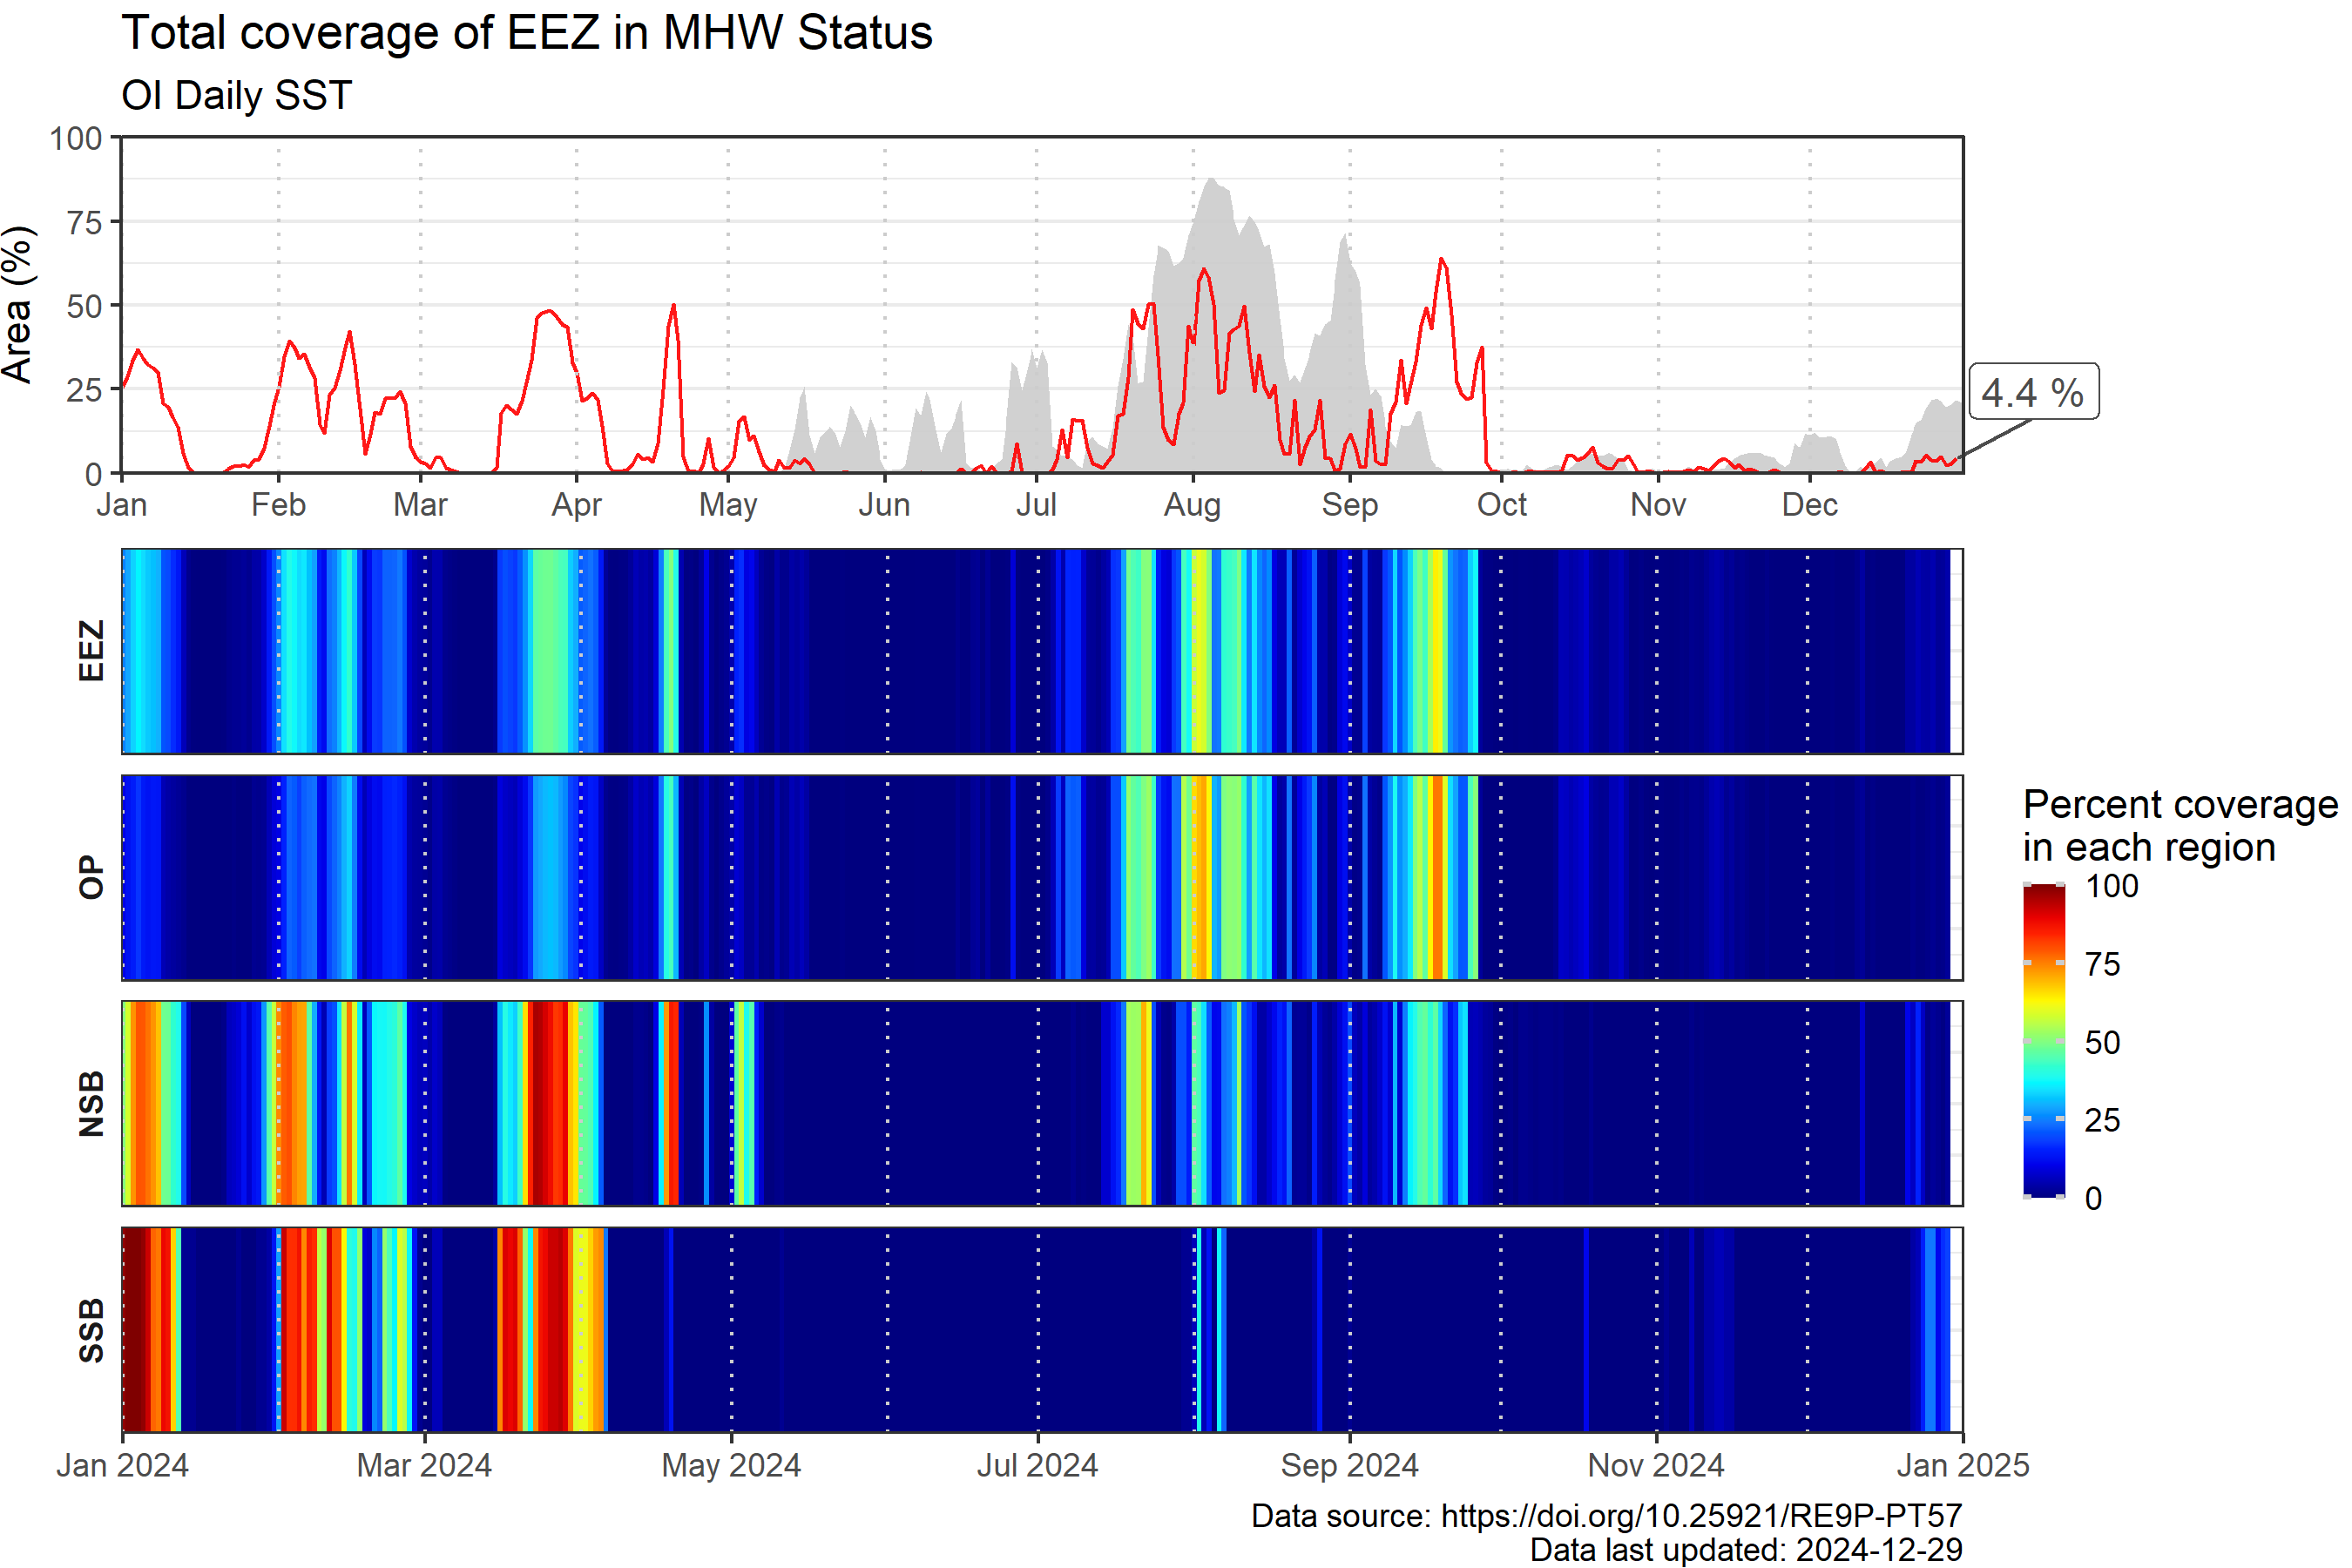 Total coverage of EEZ in MHW Status
OI Daily SST
Area (%)
100
75
50
25
0
Jan Feb Mar Apr May Jun Jul Aug Sep Oct Nov Dec
4.4 %
EEZ
OP
NSB
SSB
Jan 2024 Mar 2024 May 2024 Jul 2024 Sep 2024 Nov 2024 Jan 2025
Percent coverage
in each region
100
75
50
25
0
Data source: https://doi.org/10.25921/RE9P-PT57
Data last updated: 2024-12-29